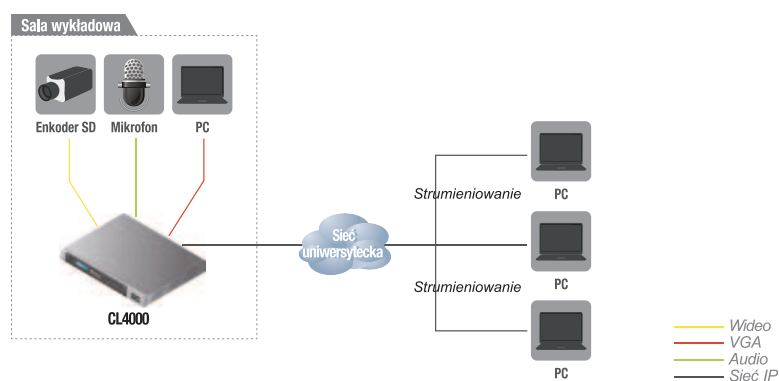 Sala wykładowa
Enkoder SD
Mikrofon
PC
CL4000
Sieć
uniwersytecka
Strumieniowanie
PC
PC
Strumieniowanie
PC
Wideo
VGA
Audio
Sieć IP